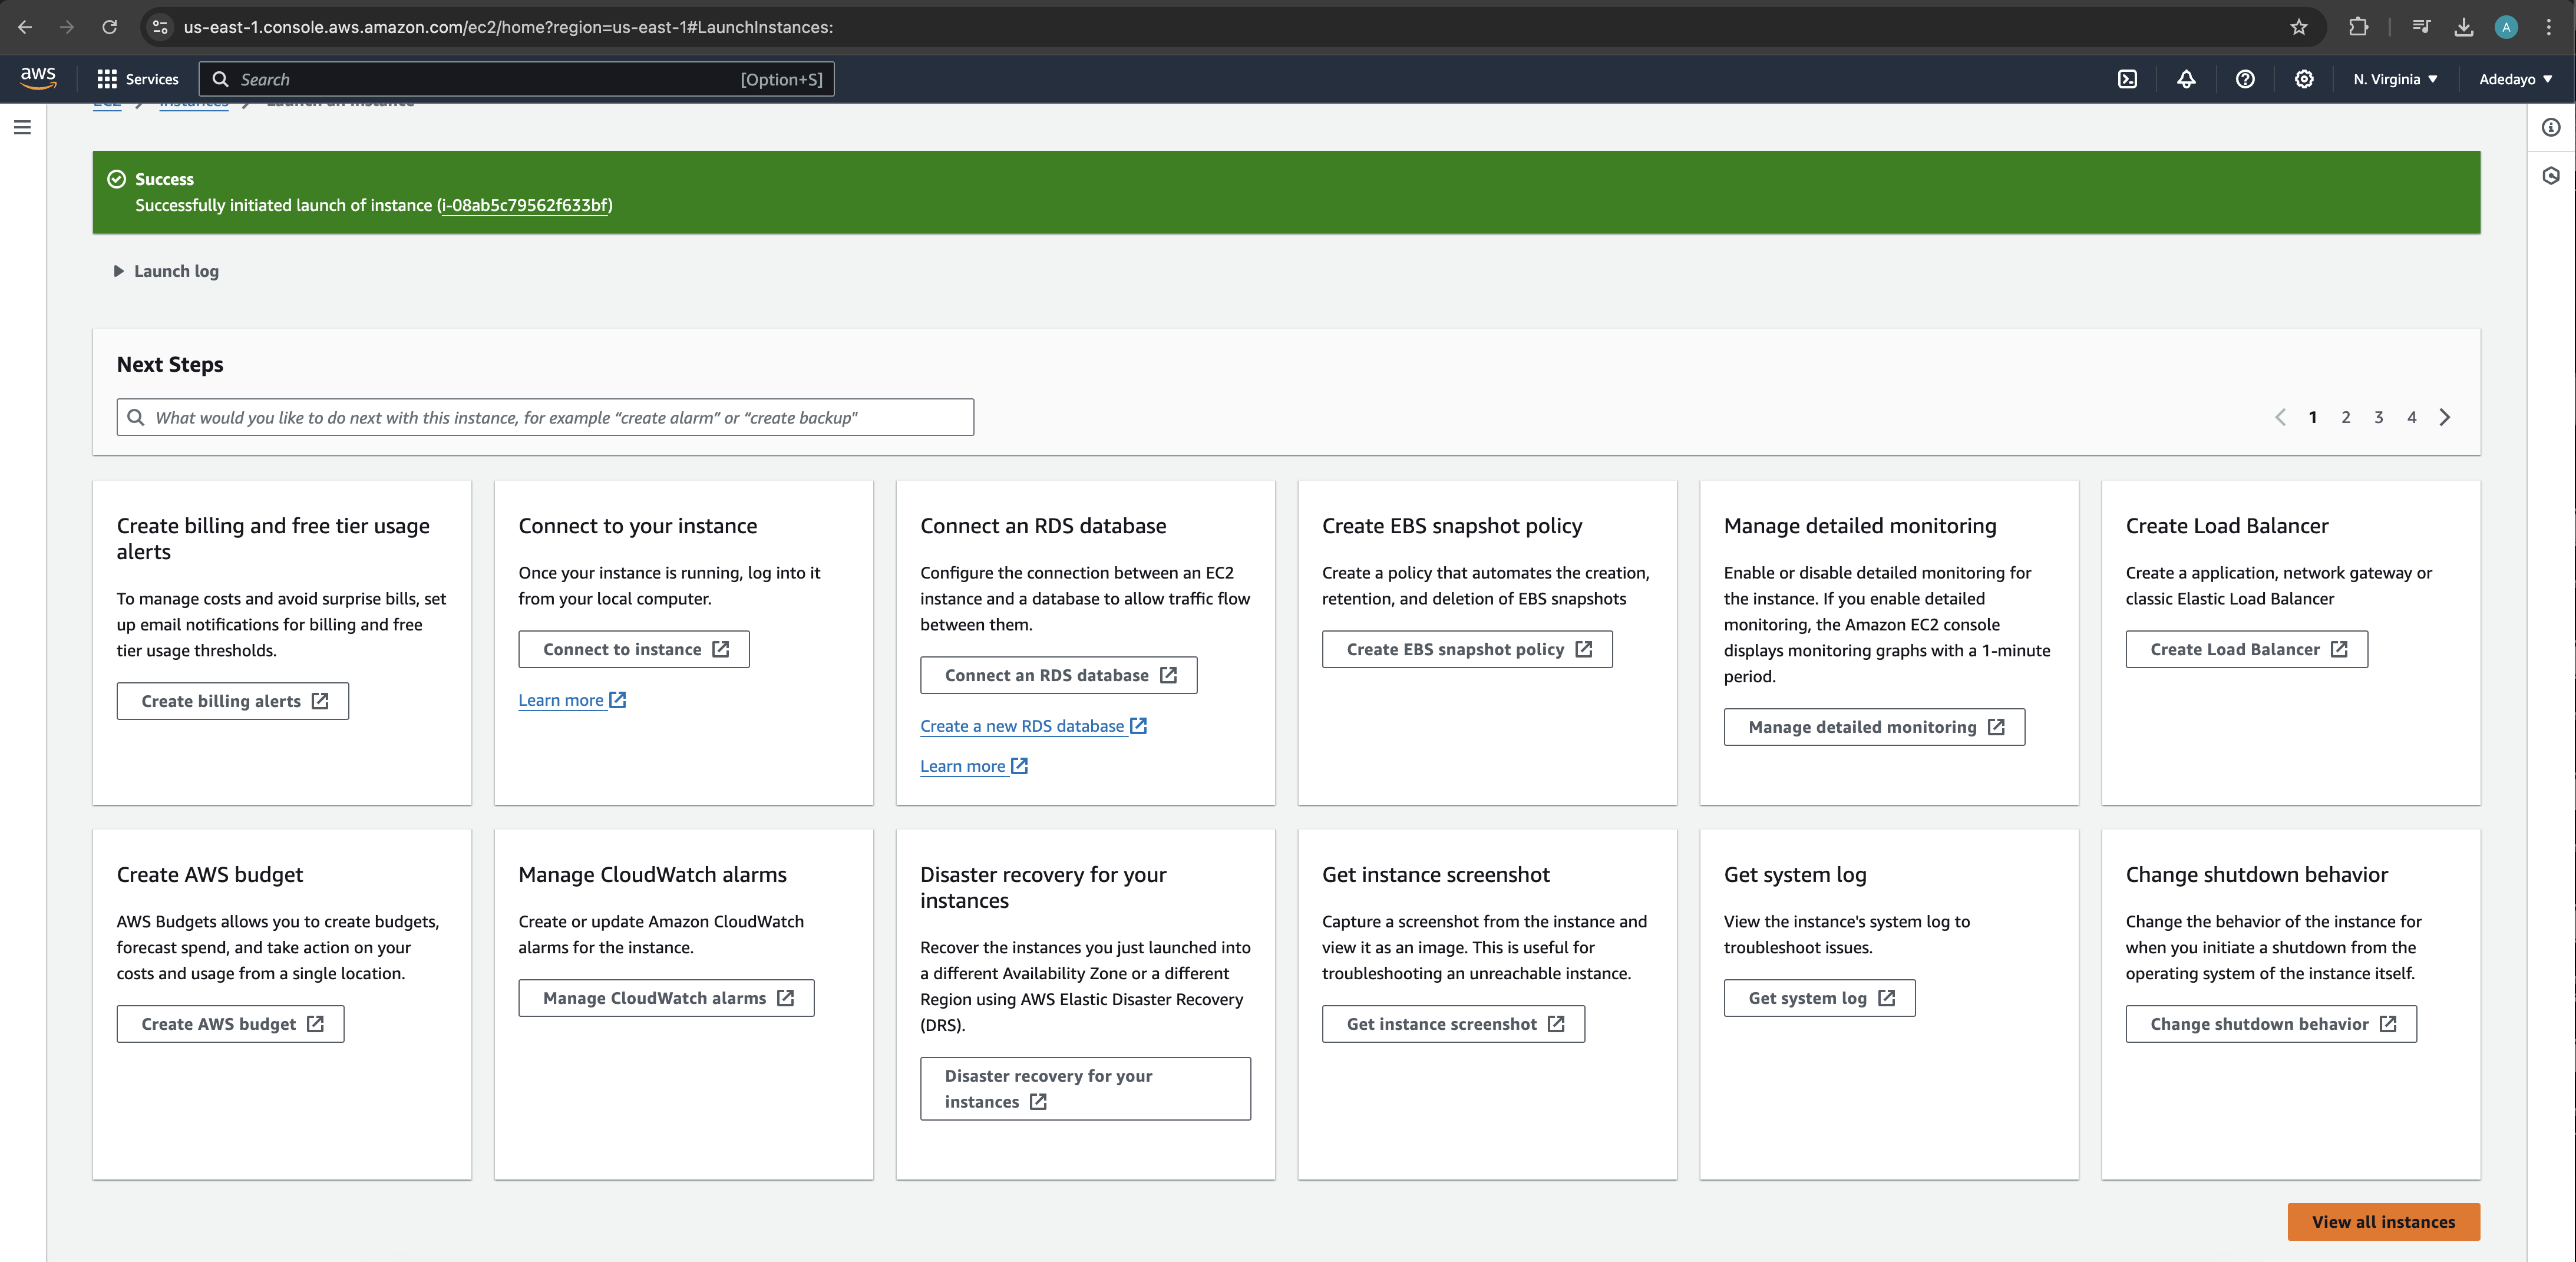 us-east-1.console.aws.amazon.com/ec2/home?region=us-east-1#LaunchInstances:
A
aws
Services
Search
[Option+S]
N. Virginia
Adedayo
EC2
Instances
Launch an instance
Success
Successfully initiated launch of instance (i-08ab5c79562f633bf)
Launch log
Next Steps
What would you like to do next with this instance, for example “create alarm” or “create backup"
1 2 3 4
Create billing and free tier usage
alerts
To manage costs and avoid surprise bills, set
up email notifications for billing and free
tier usage thresholds.
Create billing alerts
Connect to your instance
Once your instance is running, log into it
from your local computer.
Connect to instance
Learn more
Connect an RDS database
Configure the connection between an EC2
instance and a database to allow traffic flow
between them.
Connect an RDS database
Create a new RDS database
Learn more
Create EBS snapshot policy
Create a policy that automates the creation,
retention, and deletion of EBS snapshots
Create EBS snapshot policy
Manage detailed monitoring
Enable or disable detailed monitoring for
the instance. If you enable detailed
monitoring, the Amazon EC2 console
displays monitoring graphs with a 1-minute
period.
Manage detailed monitoring
Create Load Balancer
Create a application, network gateway or
classic Elastic Load Balancer
Create Load Balancer
Create AWS budget
AWS Budgets allows you to create budgets,
forecast spend, and take action on your
costs and usage from a single location.
Create AWS budget
Manage CloudWatch alarms
Create or update Amazon CloudWatch
alarms for the instance.
Manage CloudWatch alarms
Disaster recovery for your
instances
Recover the instances you just launched into
a different Availability Zone or a different
Region using AWS Elastic Disaster Recovery
(DRS).
Disaster recovery for your
instances
Get instance screenshot
Capture a screenshot from the instance and
view it as an image. This is useful for
troubleshooting an unreachable instance.
Get instance screenshot
Get system log
View the instance's system log to
troubleshoot issues.
Get system log
Change shutdown behavior
Change the behavior of the instance for
when you initiate a shutdown from the
operating system of the instance itself.
Change shutdown behavior
View all instances